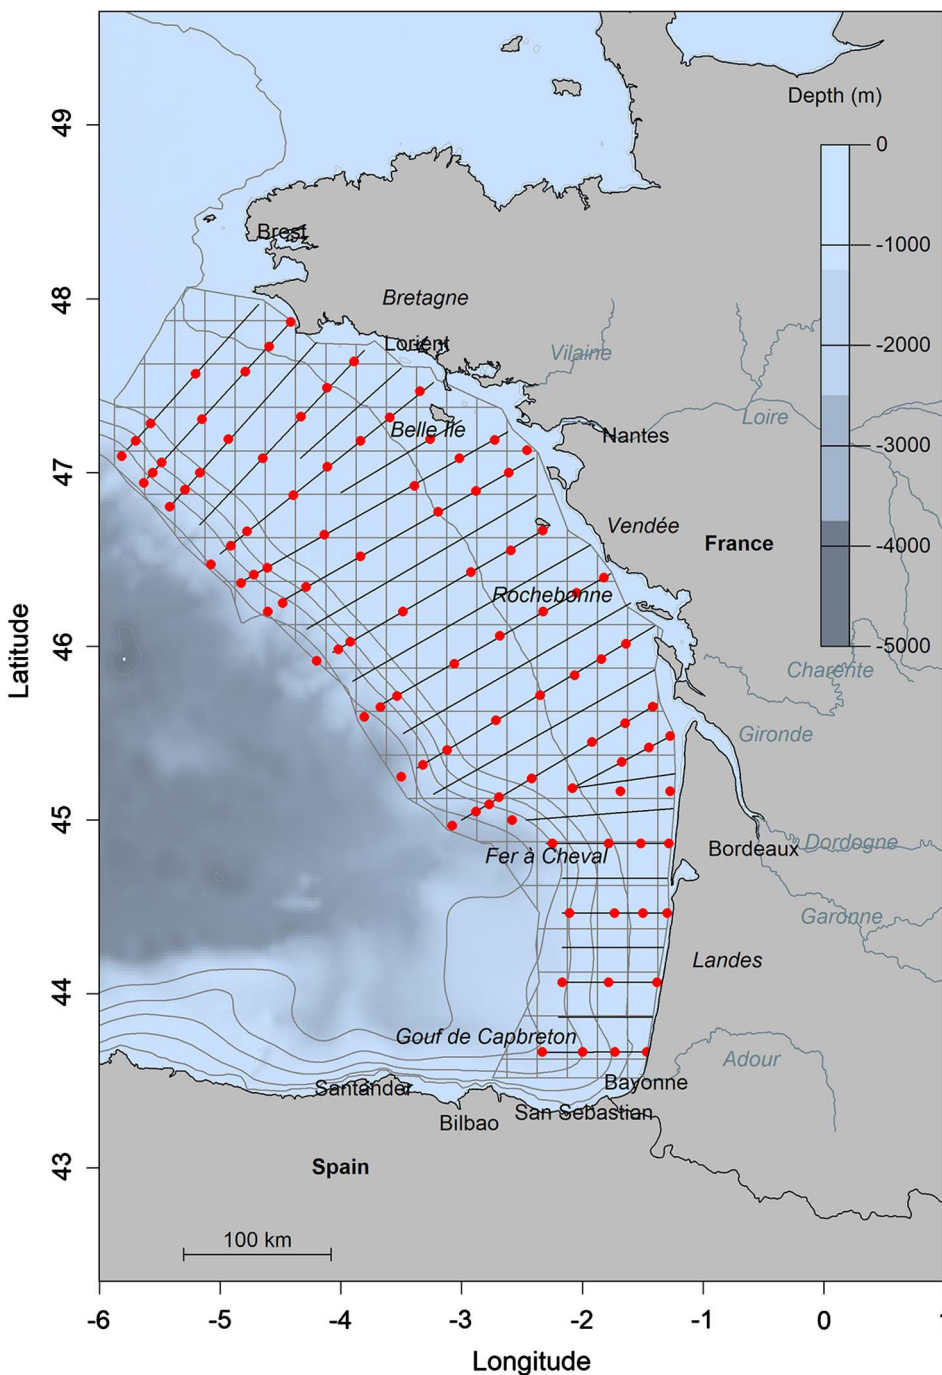 Depth (m)
0
-1000
-2000
-3000
-4000
-5000
49
48
47
46
45
44
43
Latitude
Brest
Bretagne
Lorient
Vilaine
Belle Ile
Loire
Nantes
Vendée
France
Rochebonne
Charente
Gironde
Fer à Cheval
Bordeaux
Dordogne
Garonne
Landes
Gouf de Capbreton
Adour
Bayonne
Santander
San Sebastian
Bilbao
Spain
100 km
-6
-5
-4
-3
-2
-1
0
1
Longitude